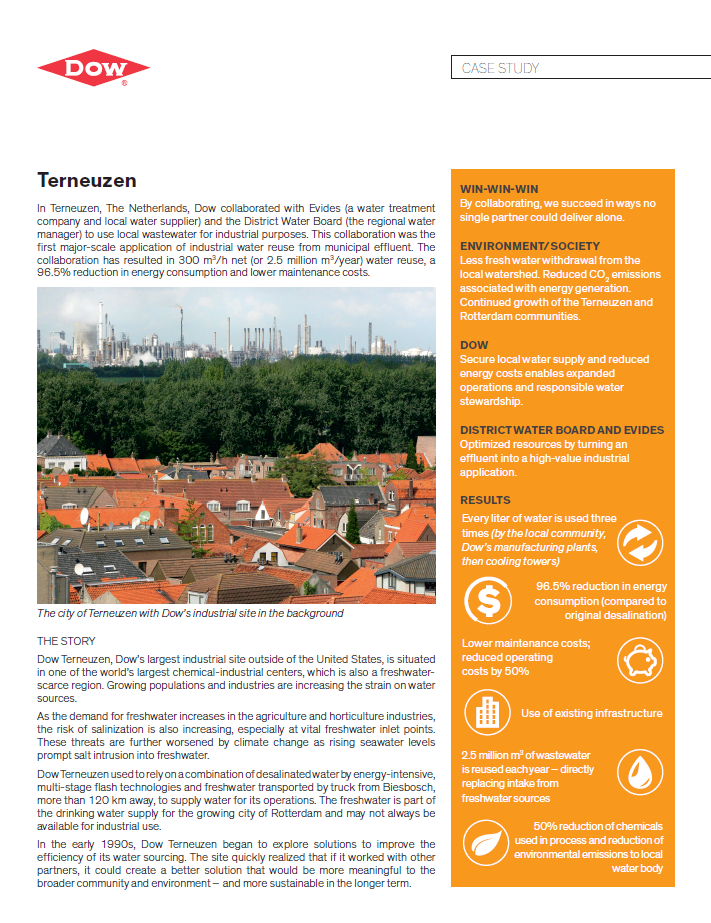 Dow
®
CASE STUDY
Terneuzen
In Terneuzen, The Netherlands, Dow collaborated with Evides (a water treatment
company and local water supplier) and the District Water Board (the regional water
manager) to use local wastewater for industrial purposes. This collaboration was the
first major-scale application of industrial water reuse from municipal effluent. The
collaboration has resulted in 300 m³/h net (or 2.5 million m³/year) water reuse, a
96.5% reduction in energy consumption and lower maintenance costs.
The city of Terneuzen with Dow's industrial site in the background
THE STORY
Dow Terneuzen, Dow's largest industrial site outside of the United States, is situated
in one of the world's largest chemical-industrial centers, which is also a freshwater-
scarce region. Growing populations and industries are increasing the strain on water
sources.
As the demand for freshwater increases in the agriculture and horticulture industries,
the risk of salinization is also increasing, especially at vital freshwater inlet points.
These threats are further worsened by climate change as rising seawater levels
prompt salt intrusion into freshwater.
Dow Terneuzen used to rely on a combination of desalinated water by energy-intensive,
multi-stage flash technologies and freshwater transported by truck from Biesbosch,
more than 120 km away, to supply water for its operations. The freshwater is part of
the drinking water supply for the growing city of Rotterdam and may not always be
available for industrial use.
In the early 1990s, Dow Terneuzen began to explore solutions to improve the
efficiency of its water sourcing. The site quickly realized that if it worked with other
partners, it could create a better solution that would be more meaningful to the
broader community and environment – and more sustainable in the longer term.
WIN-WIN-WIN
By collaborating, we succeed in ways no
single partner could deliver alone.
ENVIRONMENT/SOCIETY
Less fresh water withdrawal from the
local watershed. Reduced CO₂ emissions
associated with energy generation.
Continued growth of the Terneuzen and
Rotterdam communities.
DOW
Secure local water supply and reduced
energy costs enables expanded
operations and responsible water
stewardship.
DISTRICT WATER BOARD AND EVIDES
Optimized resources by turning an
effluent into a high-value industrial
application.
RESULTS
Every liter of water is used three
times (by the local community,
Dow's manufacturing plants,
then cooling towers)
$
96.5% reduction in energy
consumption (compared to
original desalination)
Lower maintenance costs;
reduced operating
costs by 50%
Use of existing infrastructure
2.5 million m³ of wastewater
is reused each year – directly
replacing intake from
freshwater sources
50% reduction of chemicals
used in process and reduction of
environmental emissions to local
water body